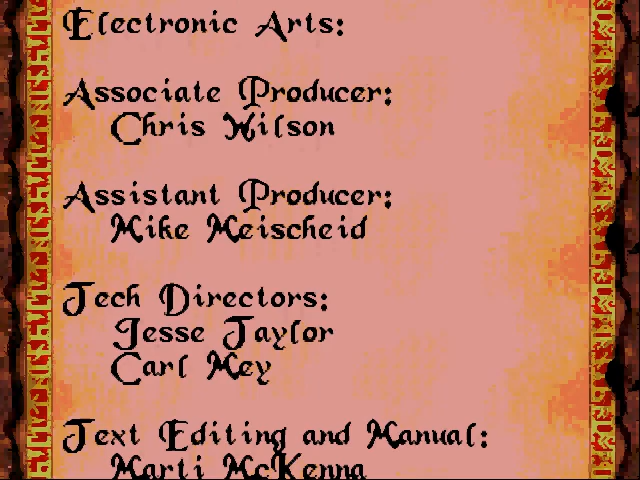 Electronic Arts:
Associate Producer:
Chris Wilson
Assistant Producer:
Mike Meischeid
Tech Directors:
Jesse Taylor
Carl Mey
Text Editing and Manual:
Marti McKenna